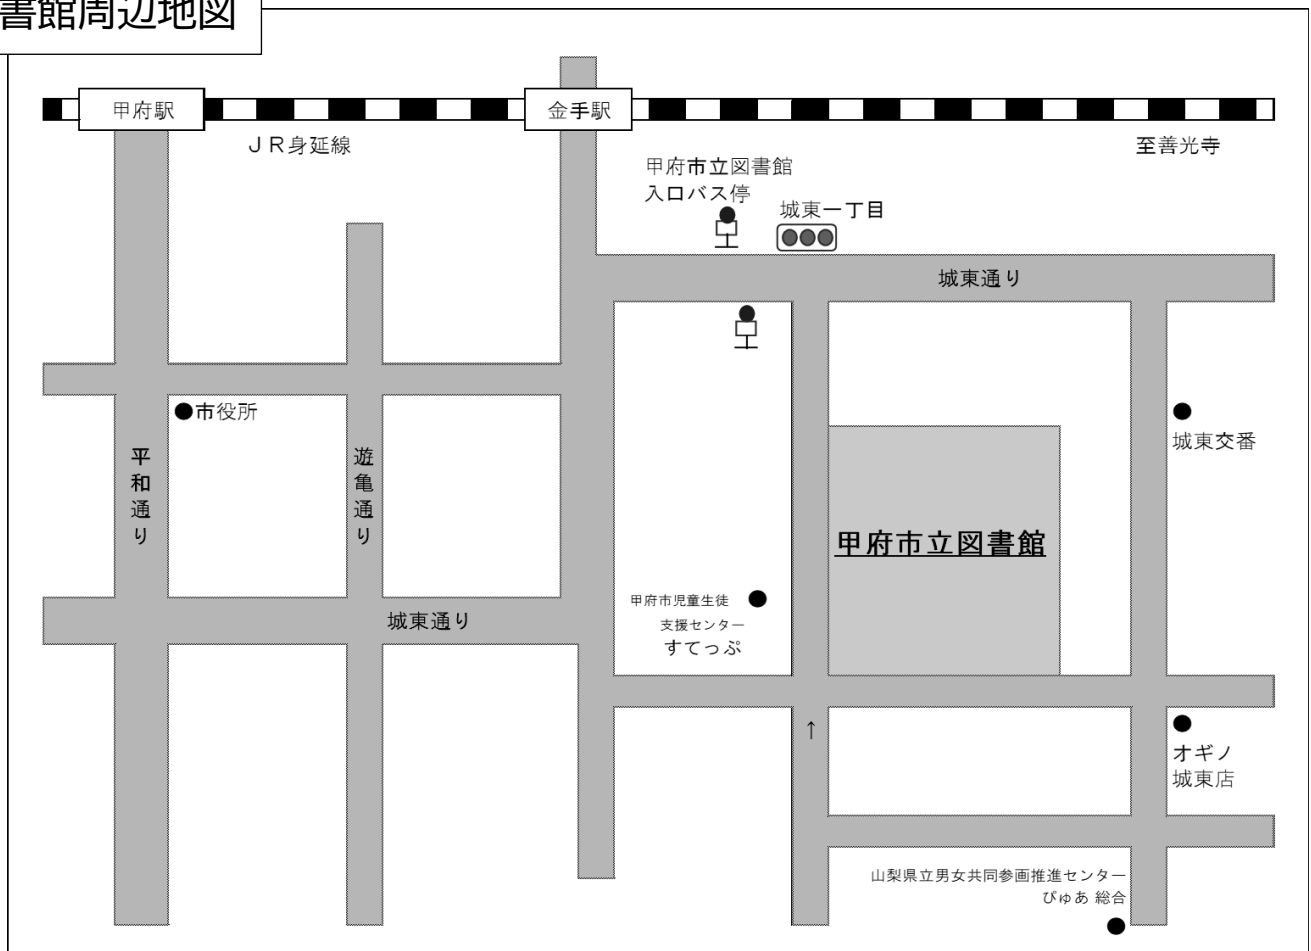 書館周辺地図
甲府駅
金手駅
ＪＲ身延線
至善光寺
甲府市立図書館
入口バス停
城東一丁目
城東通り
●市役所
城東交番
平和通り
遊亀通り
甲府市立図書館
甲府市児童生徒
支援センター
すてっぷ
城東通り
↑
オギノ
城東店
山梨県立男女共同参画推進センター
ぴゅあ 総合